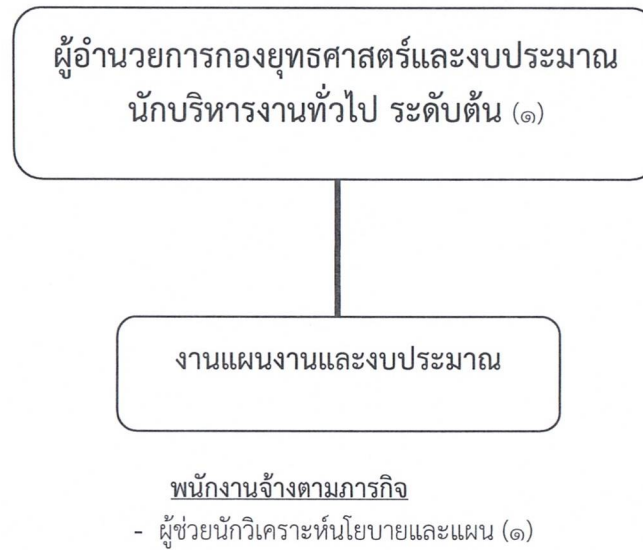 ผู้อำนวยการกองยุทธศาสตร์และงบประมาณ
นักบริหารงานทั่วไป ระดับต้น (๑)
งานแผนงานและงบประมาณ
พนักงานจ้างตามภารกิจ
- ผู้ช่วยนักวิเคราะห์นโยบายและแผน (๑)